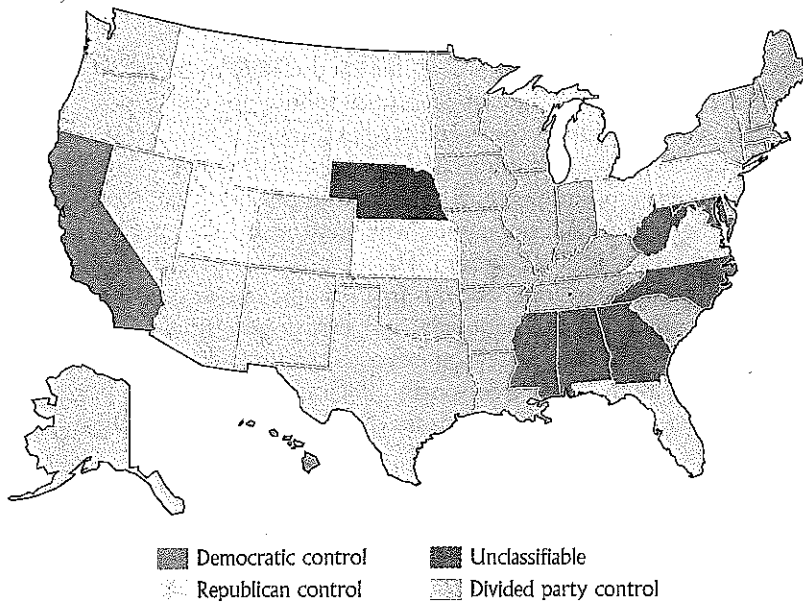 Democratic control
Unclassifiable
Republican control
Divided party control